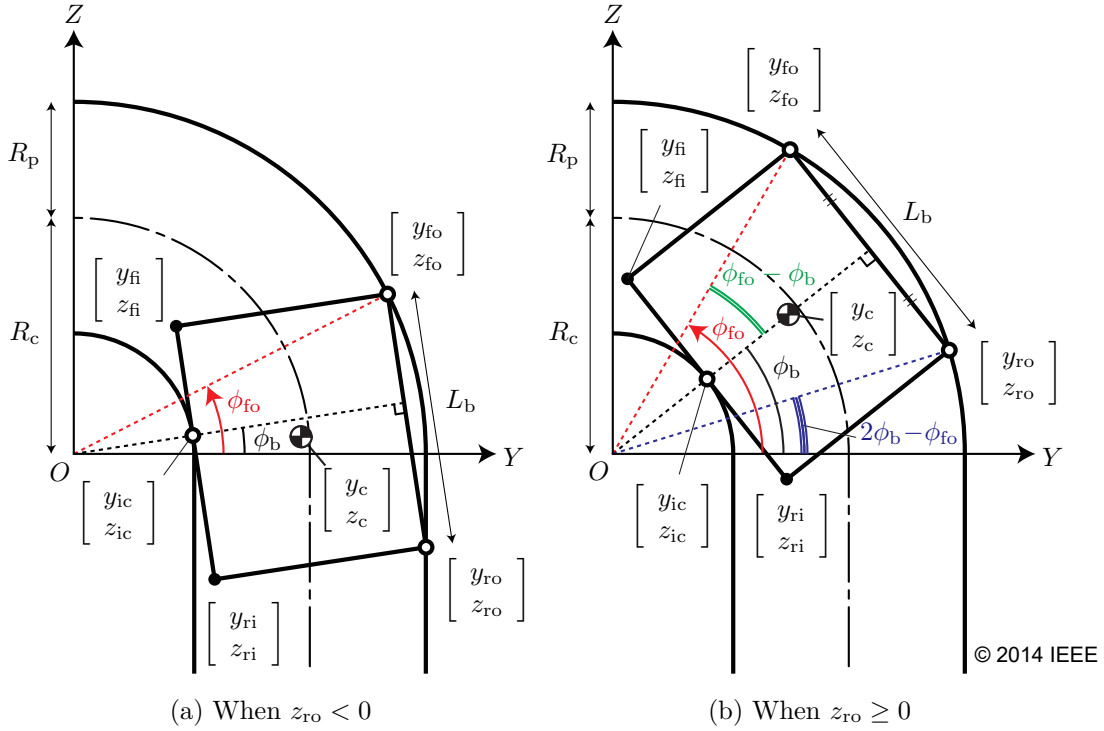 Z
R_p
R_c
O
Y
[ y_fi
z_fi ]
[ y_fo
z_fo ]
ϕ_fo
ϕ_b
L_b
[ y_ic
z_ic ]
[ y_c
z_c ]
[ y_ri
z_ri ]
[ y_ro
z_ro ]
(a) When z_ro < 0
Z
R_p
R_c
O
Y
[ y_fo
z_fo ]
[ y_fi
z_fi ]
L_b
ϕ_fo − ϕ_b
ϕ_fo
[ y_c
z_c ]
ϕ_b
[ y_ro
z_ro ]
2ϕ_b−ϕ_fo
[ y_ic
z_ic ]
[ y_ri
z_ri ]
© 2014 IEEE
(b) When z_ro ≥ 0